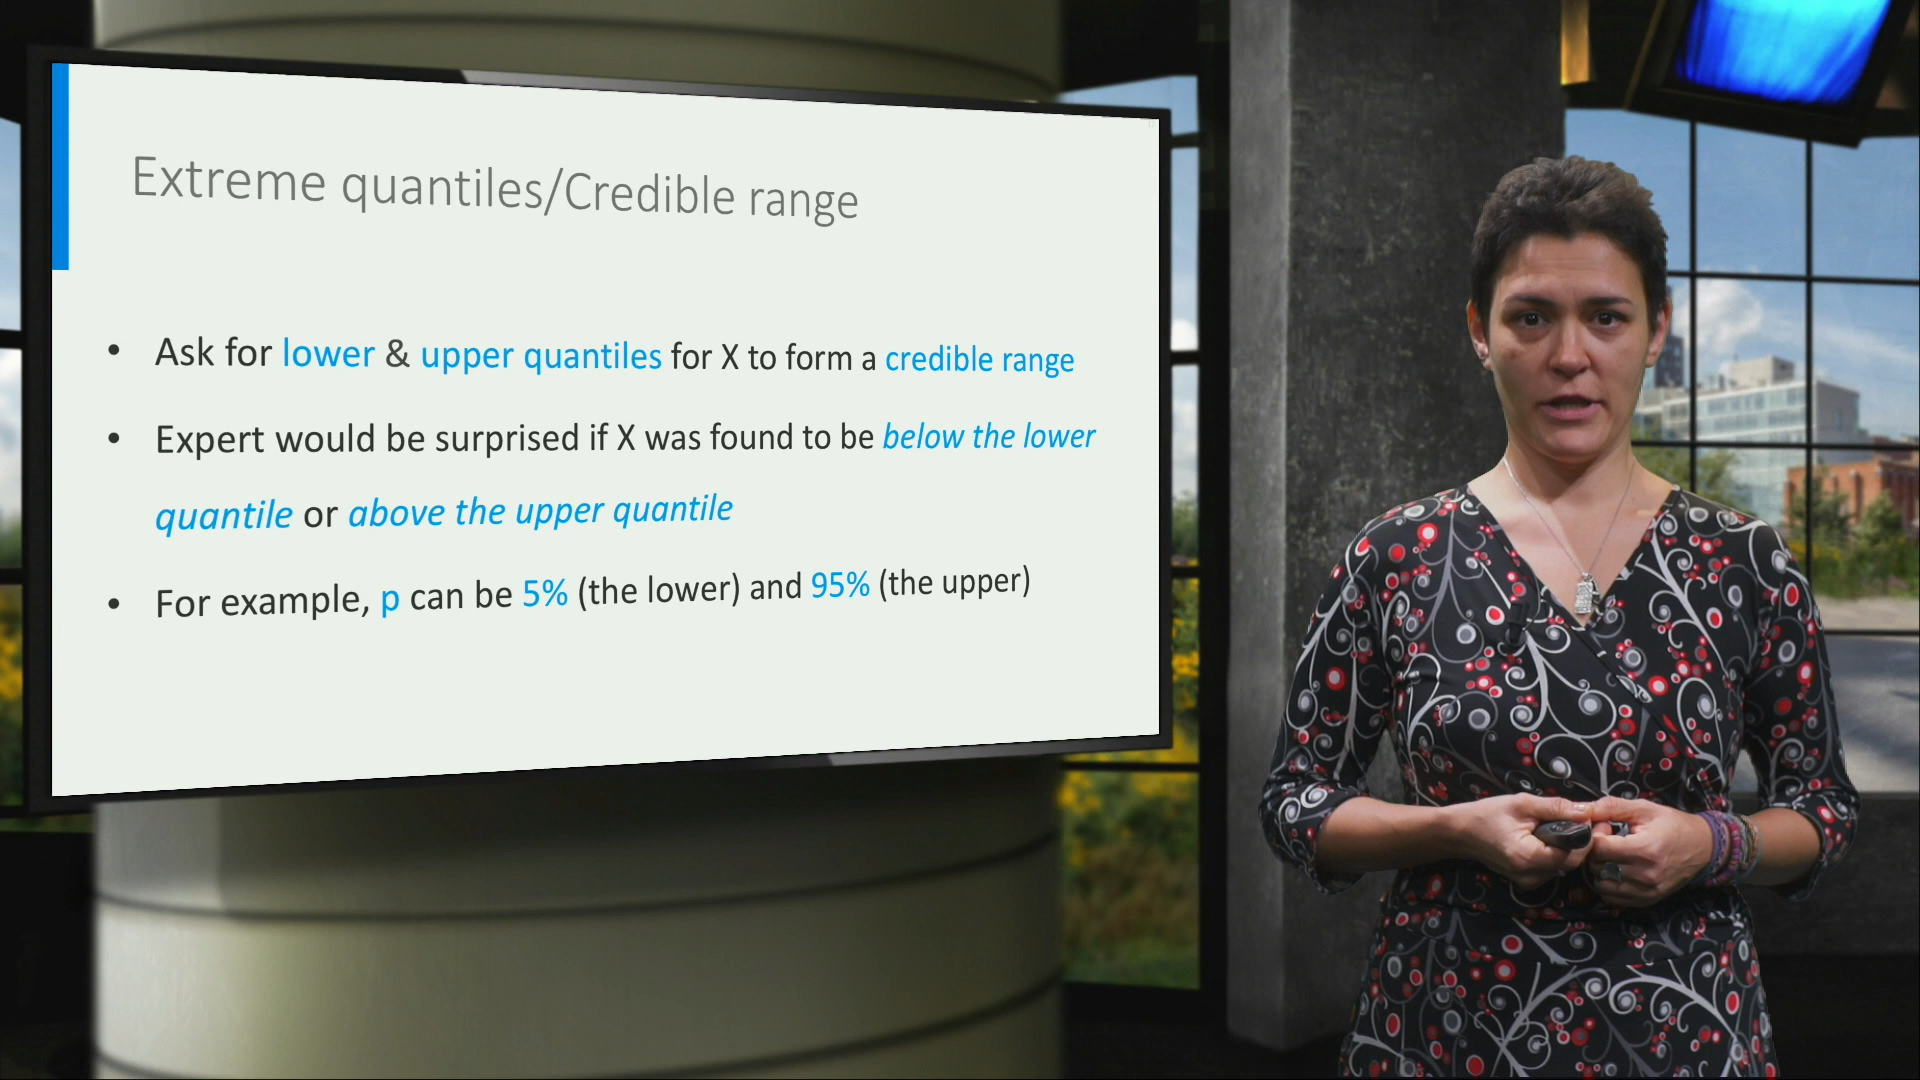 Extreme quantiles/Credible range
• Ask for lower & upper quantiles for X to form a credible range
• Expert would be surprised if X was found to be below the lower
quantile or above the upper quantile
• For example, p can be 5% (the lower) and 95% (the upper)